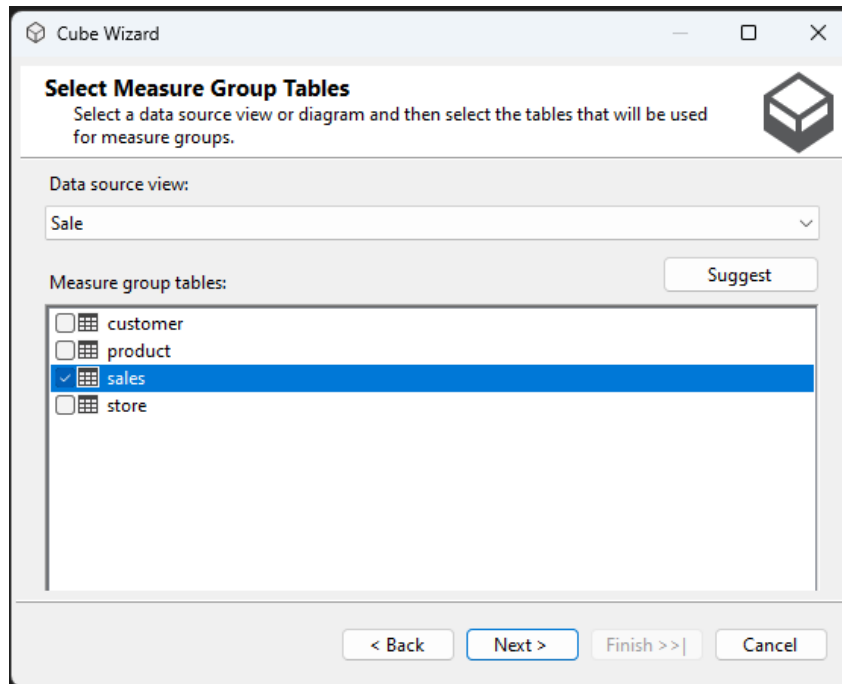 Cube Wizard
Select Measure Group Tables
Select a data source view or diagram and then select the tables that will be used
for measure groups.
Data source view:
Sale
Measure group tables:
Suggest
customer
product
sales
store
< Back
Next >
Finish >>|
Cancel